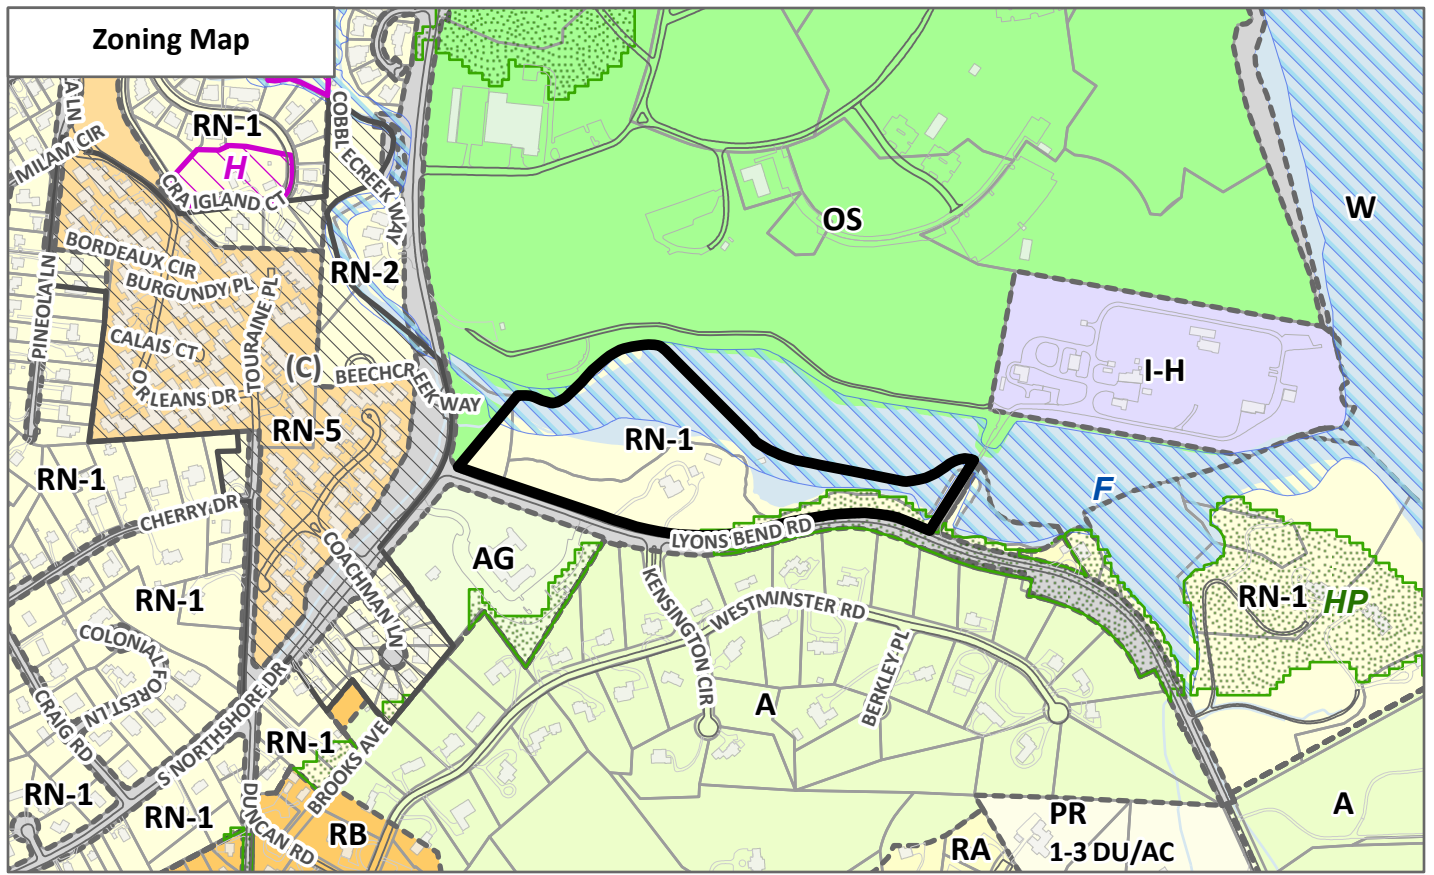 Zoning Map
A LN
MILAM CIR
RN-1
H
CRAIGLAND CT
COBBLECREEK WAY
OS
W
BORDEAUX CIR
BURGUNDY PL
PINEOLA LN
RN-2
CALAIS CT
TOURAINE PL
ORLEANS DR
(C)
BEECHCREEK WAY
I-H
RN-5
RN-1
RN-1
CHERRY DR
F
LYONS BEND RD
AG
COACHMAN LN
RN-1
RN-1
HP
KENSINGTON CIR
WESTMINSTER RD
COLONIAL FOREST LN
BERKLEY PL
CRAIG RD
S NORTHSHORE DR
A
RN-1
BROOKS AVE
RN-1
RN-1
DUNCAN RD
RB
PR
1-3 DU/AC
RA
A